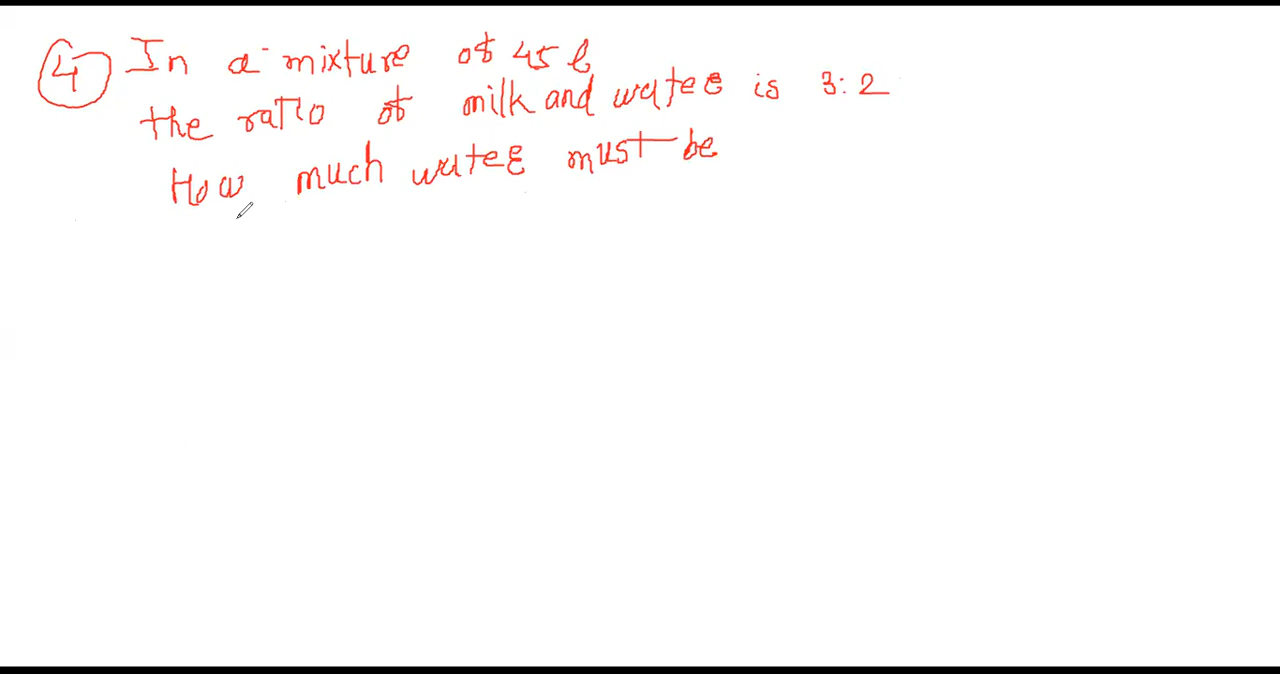 4 In a mixture of 45 l
the ratio of milk and water is 3:2
How much water must be